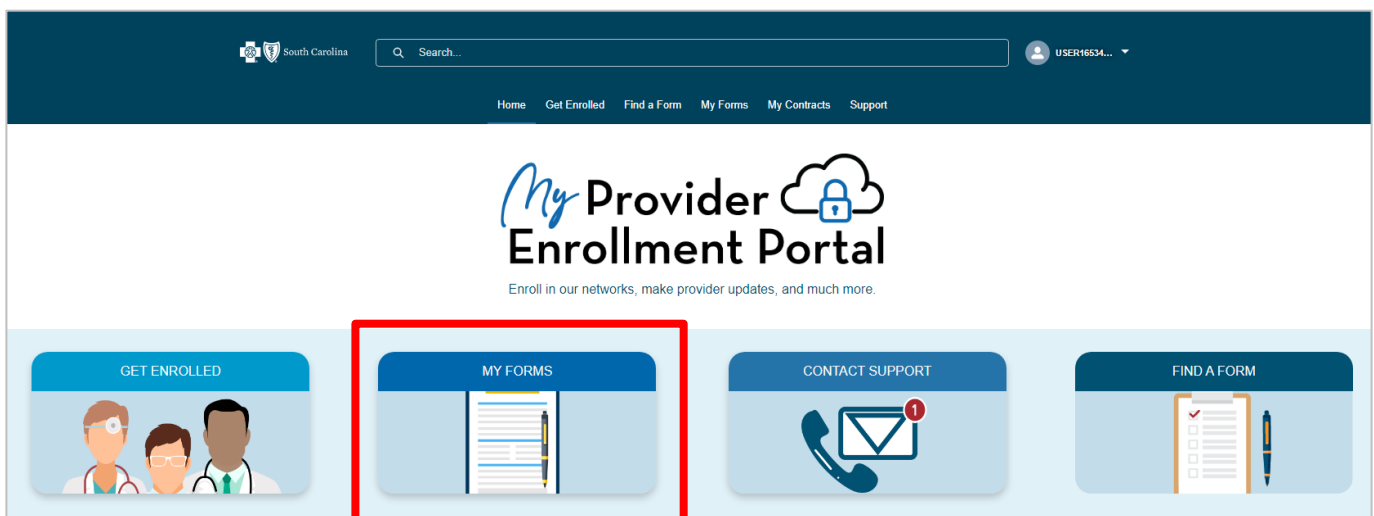 South Carolina
Search...
USER16534...
Home Get Enrolled Find a Form My Forms My Contracts Support
My Provider
Enrollment Portal
Enroll in our networks, make provider updates, and much more.
GET ENROLLED MY FORMS CONTACT SUPPORT FIND A FORM
1